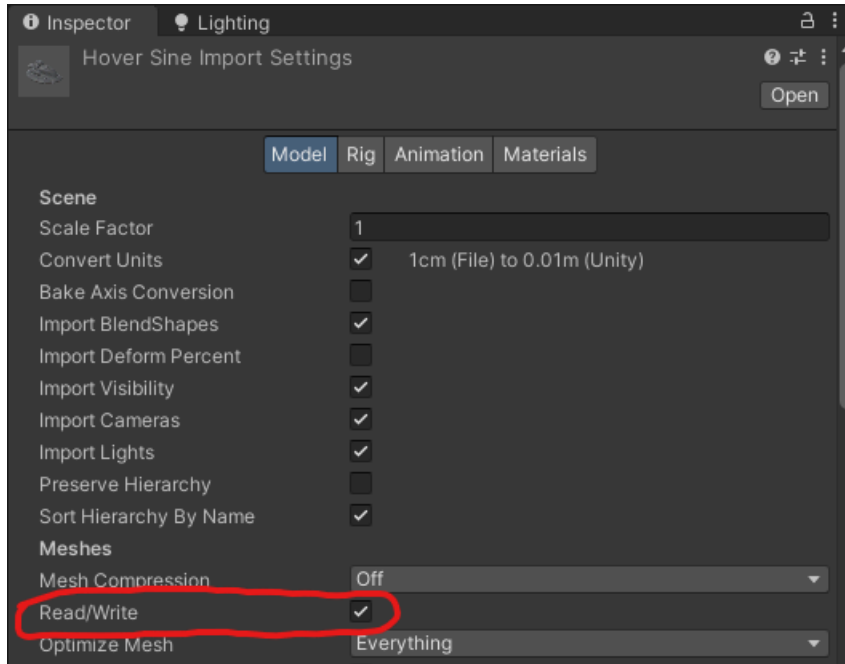 Inspector Lighting
Hover Sine Import Settings
Open
Model Rig Animation Materials
Scene
Scale Factor 1
Convert Units 1cm (File) to 0.01m (Unity)
Bake Axis Conversion
Import BlendShapes
Import Deform Percent
Import Visibility
Import Cameras
Import Lights
Preserve Hierarchy
Sort Hierarchy By Name
Meshes
Mesh Compression Off
Read/Write
Optimize Mesh Everything